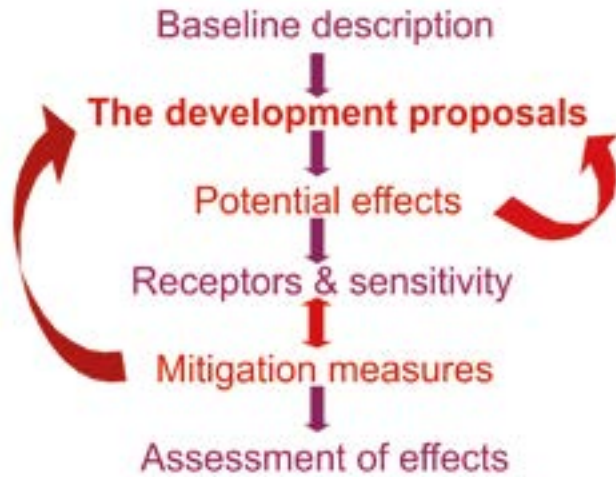 Baseline description
The development proposals
Potential effects
Receptors & sensitivity
Mitigation measures
Assessment of effects